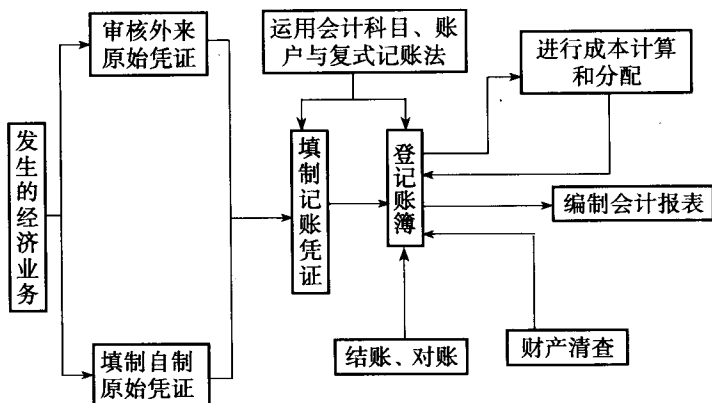 审核外来
原始凭证
运用会计科目、账
户与复式记账法
进行成本计算
和分配
发生的经济业务
填制记账凭证
登记账簿
编制会计报表
填制自制
原始凭证
结账、对账
财产清查